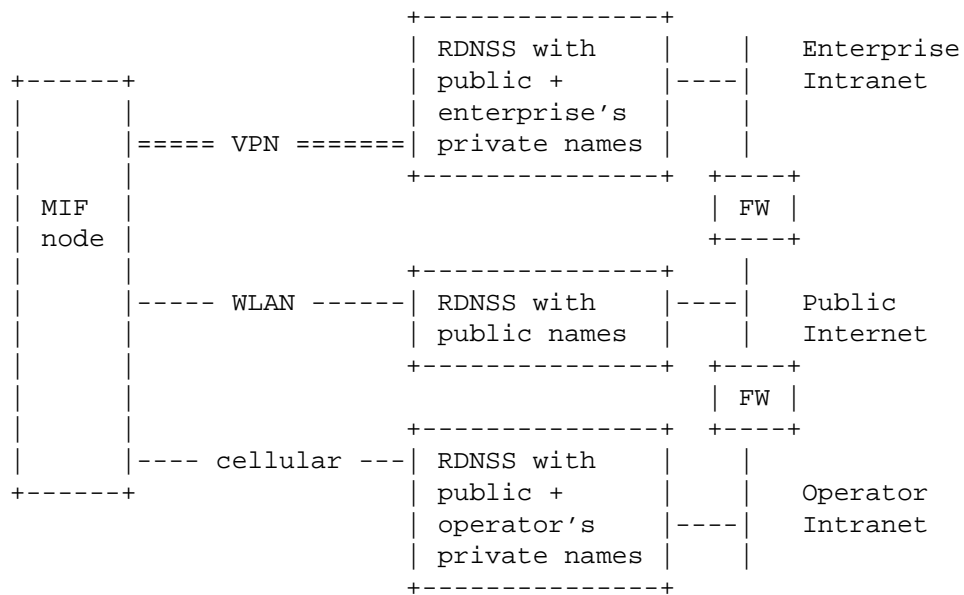 RDNSS with Enterprise
public + Intranet
enterprise's
===== VPN ======= private names
MIF FW
node
----- WLAN ------ RDNSS with Public
public names Internet
FW
---- cellular --- RDNSS with
public + Operator
operator's Intranet
private names